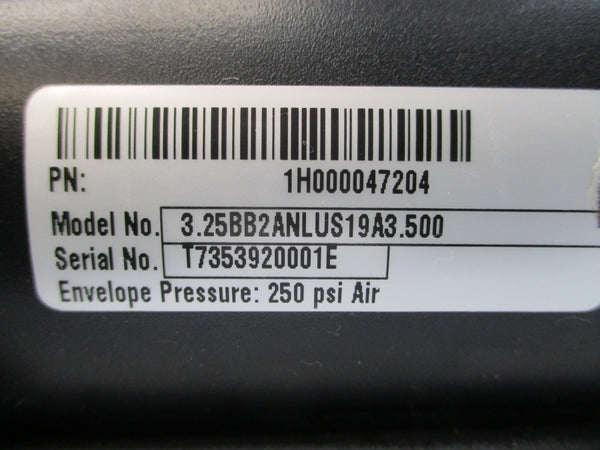 PN: 1H000047204
Model No. 3.25BB2ANLUS19A3.500
Serial No. T7353920001E
Envelope Pressure: 250 psi Air